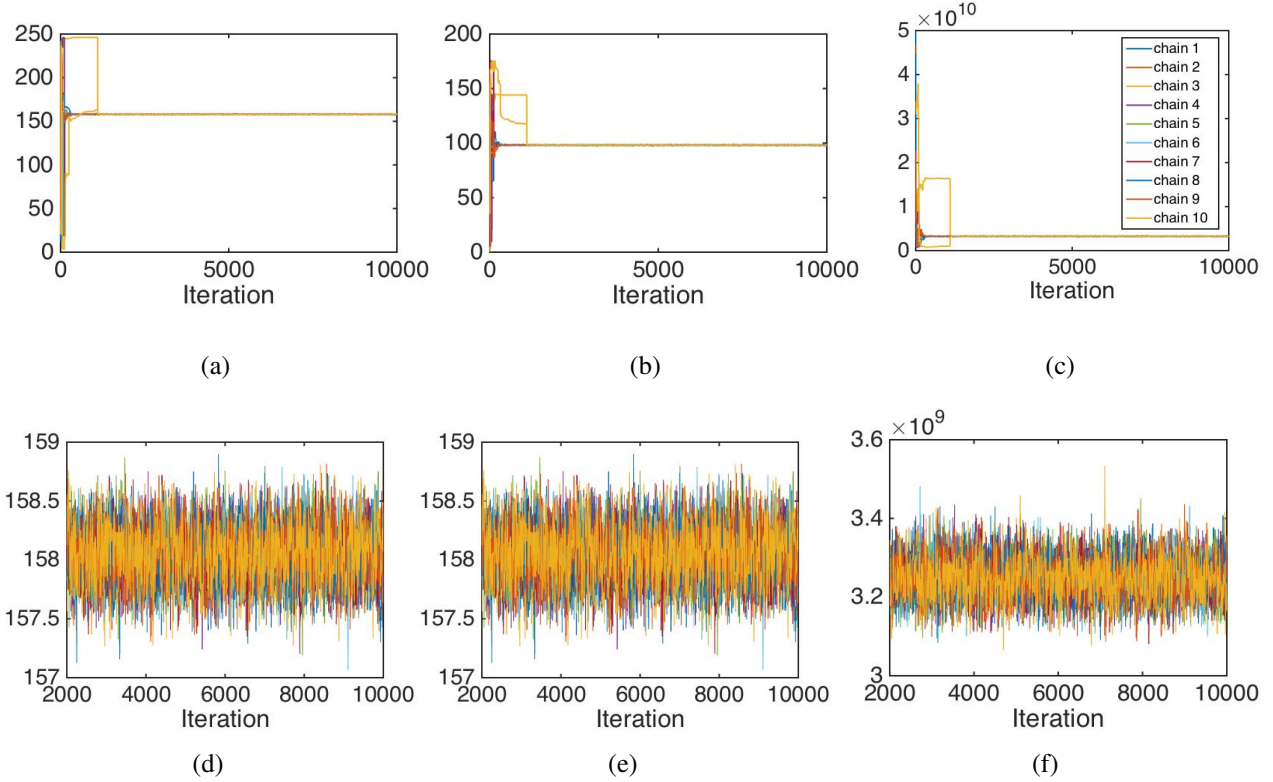 250
200
150
100
50
0
0 5000 10000
Iteration
(a)
200
150
100
50
0
0 5000 10000
Iteration
(b)
×10^10
5
4
3
2
1
0
0 5000 10000
Iteration
chain 1
chain 2
chain 3
chain 4
chain 5
chain 6
chain 7
chain 8
chain 9
chain 10
(c)
159
158.5
158
157.5
157
2000 4000 6000 8000 10000
Iteration
(d)
159
158.5
158
157.5
157
2000 4000 6000 8000 10000
Iteration
(e)
×10^9
3.6
3.4
3.2
3
2000 4000 6000 8000 10000
Iteration
(f)